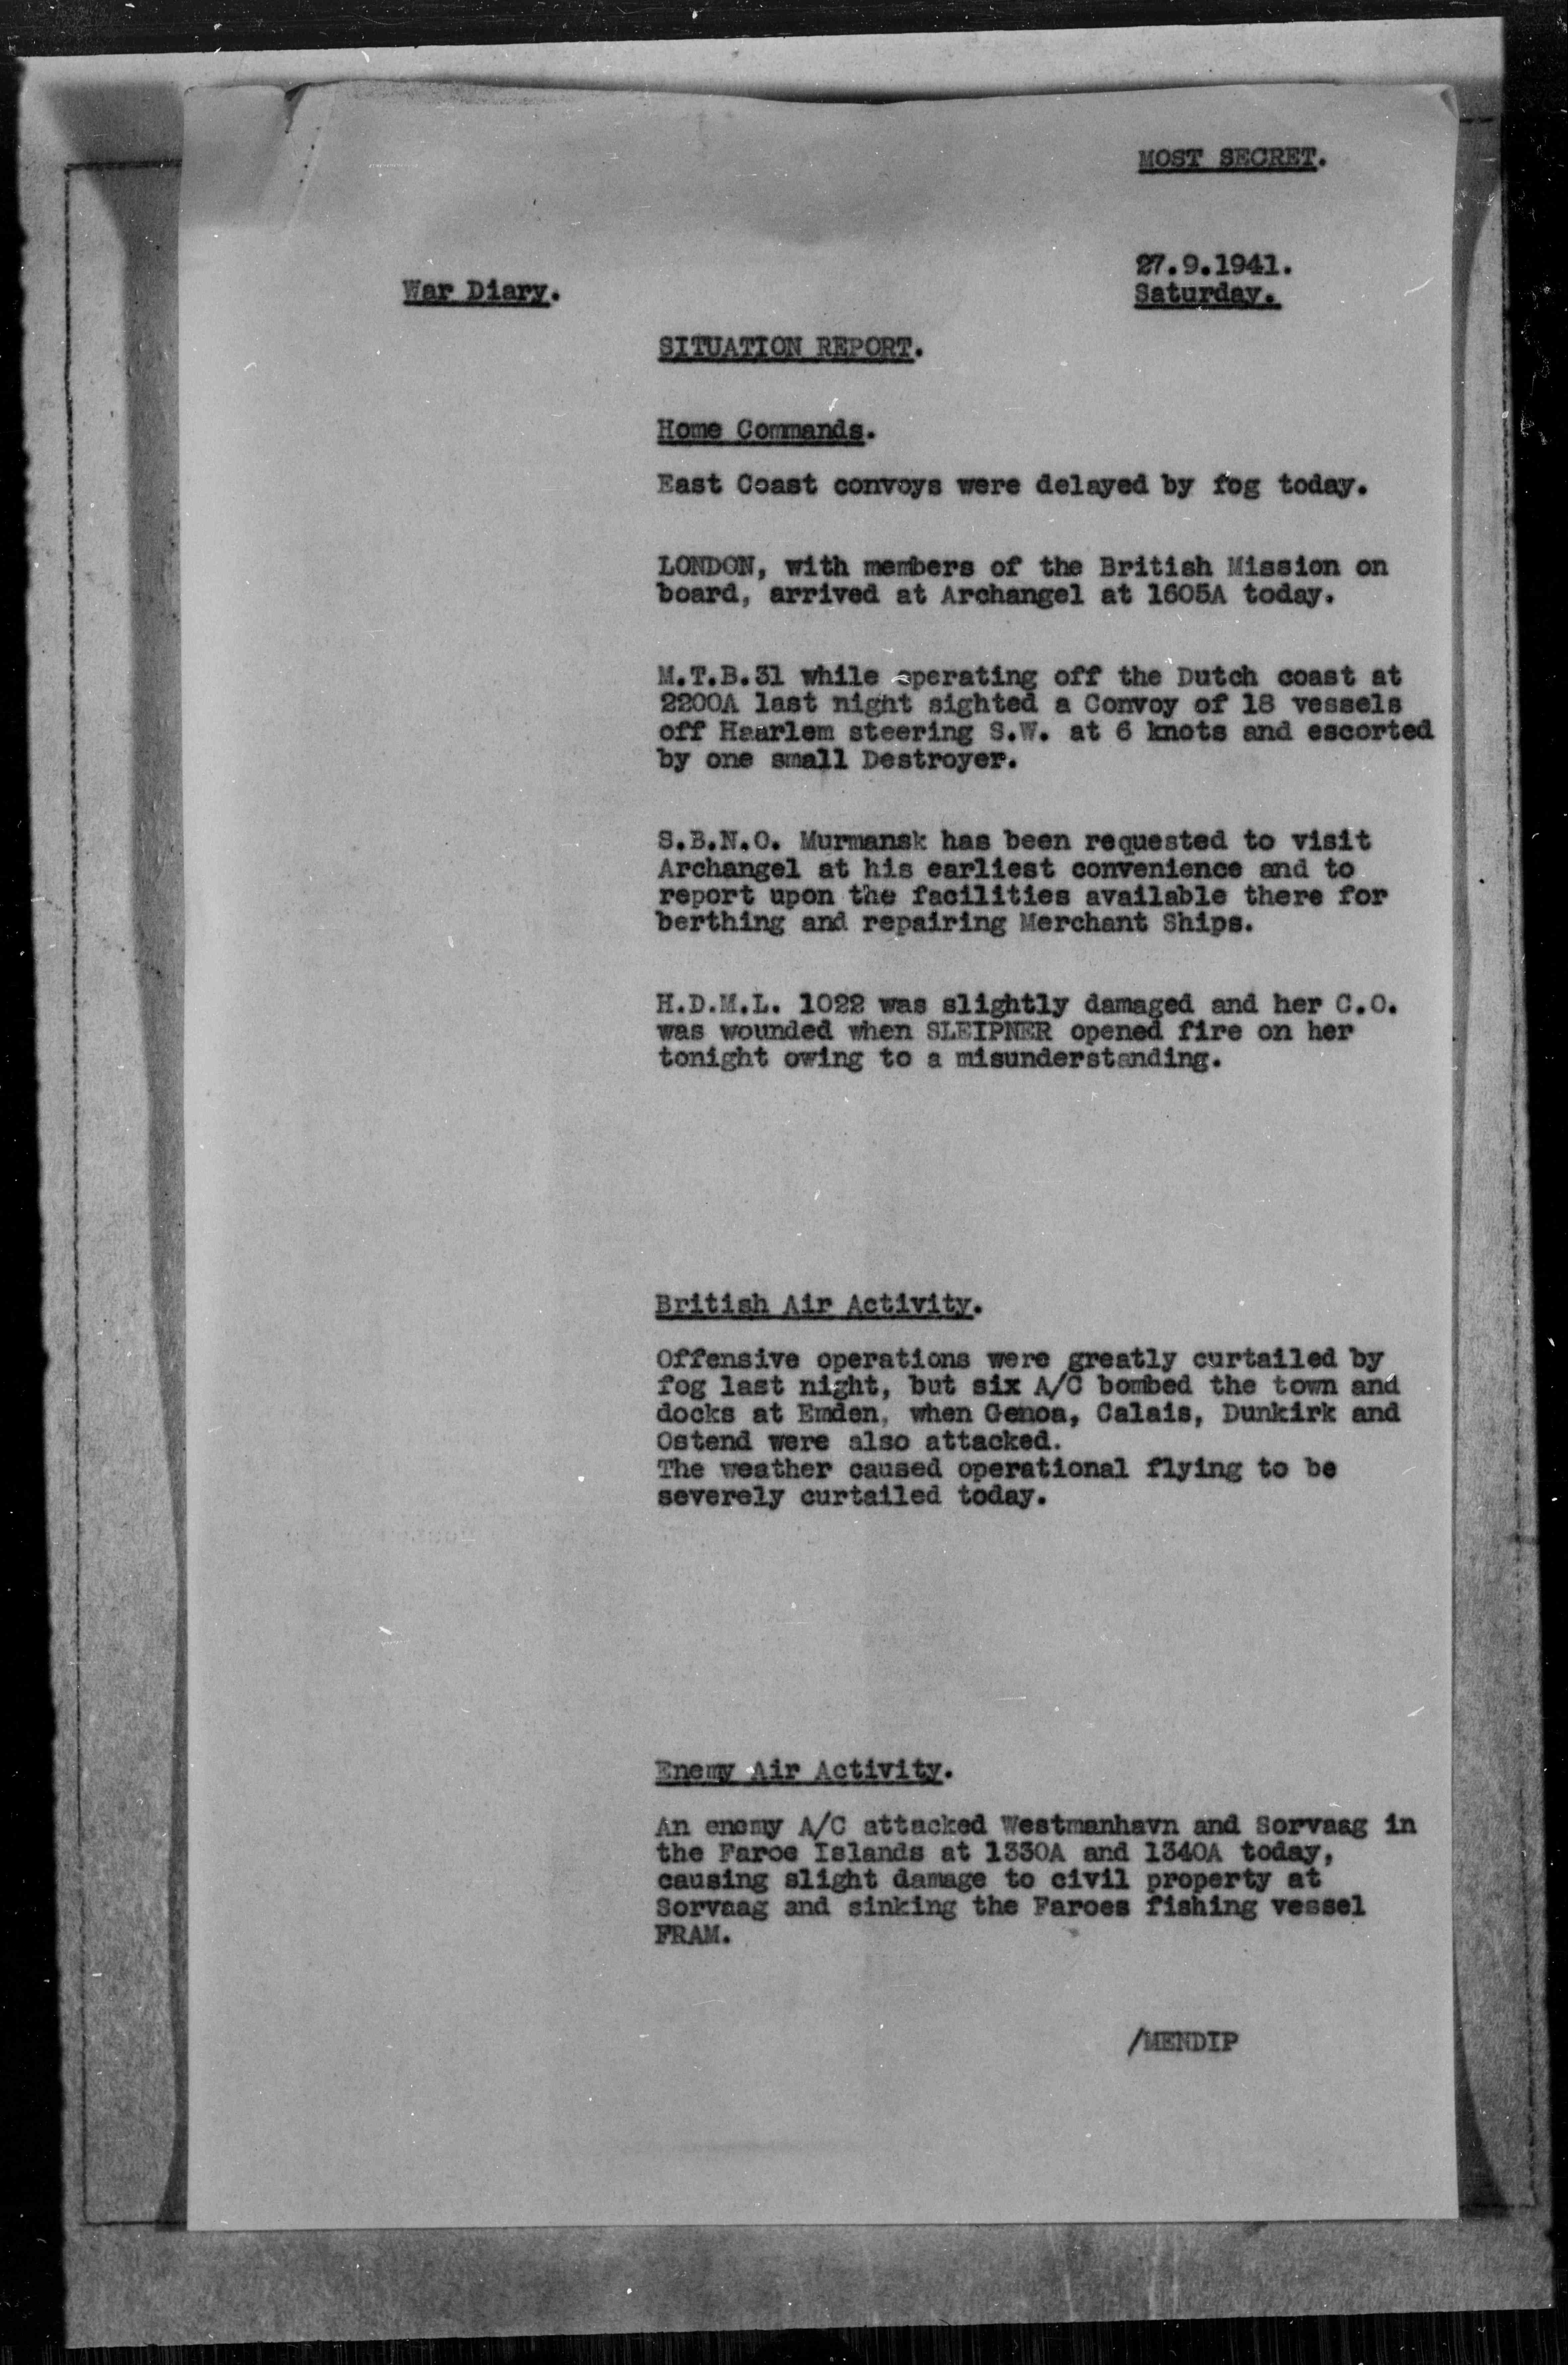 MOST SECRET.
27.9.1941.
War Diary.
Saturday.
SITUATION REPORT.
Home Commands.
East Coast convoys were delayed by fog today.
LONDON, with members of the British Mission on
board, arrived at Archangel at 1605A today.
M.T.B.31 while operating off the Dutch coast at
2200A last night sighted a Convoy of 18 vessels
off Haarlem steering S.W. at 6 knots and escorted
by one small Destroyer.
S.B.N.O. Murmansk has been requested to visit
Archangel at his earliest convenience and to
report upon the facilities available there for
berthing and repairing Merchant Ships.
H.D.M.L. 1022 was slightly damaged and her C.O.
was wounded when SLEIPNER opened fire on her
tonight owing to a misunderstanding.
British Air Activity.
Offensive operations were greatly curtailed by
fog last night, but six A/C bombed the town and
docks at Emden, when Genoa, Calais, Dunkirk and
Ostend were also attacked.
The weather caused operational flying to be
severely curtailed today.
Enemy Air Activity.
An enemy A/C attacked Westmanhavn and Sorvaag in
the Faroe Islands at 1330A and 1340A today,
causing slight damage to civil property at
Sorvaag and sinking the Faroes fishing vessel
FRAM.
/MENDIP